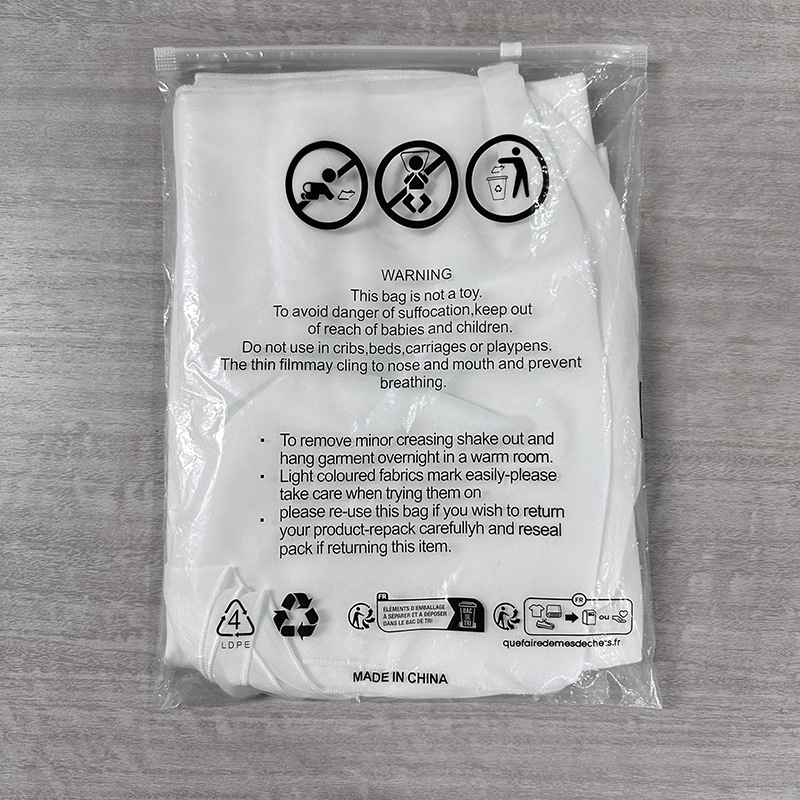 WARNING
This bag is not a toy.
To avoid danger of suffocation,keep out
of reach of babies and children.
Do not use in cribs,beds,carriages or playpens.
The thin filmmay cling to nose and mouth and prevent
breathing.
· To remove minor creasing shake out and
hang garment overnight in a warm room.
· Light coloured fabrics mark easily-please
take care when trying them on
· please re-use this bag if you wish to return
your product-repack carefullyh and reseal
pack if returning this item.
4
LDPE
FR
ÉLÉMENTS D'EMBALLAGE
À SÉPARER ET À DÉPOSER
DANS LE BAC DE TRI
BAC
DE
TRI
FR
OU
quefairedemesdechets.fr
MADE IN CHINA